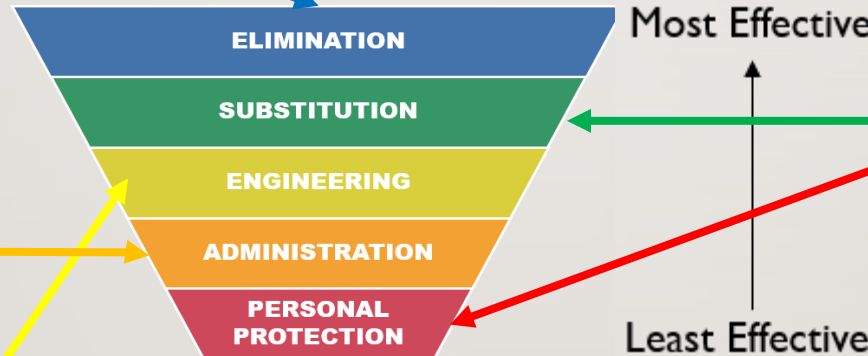 ELIMINATION
Most Effective
SUBSTITUTION
ENGINEERING
ADMINISTRATION
PERSONAL
PROTECTION
Least Effective